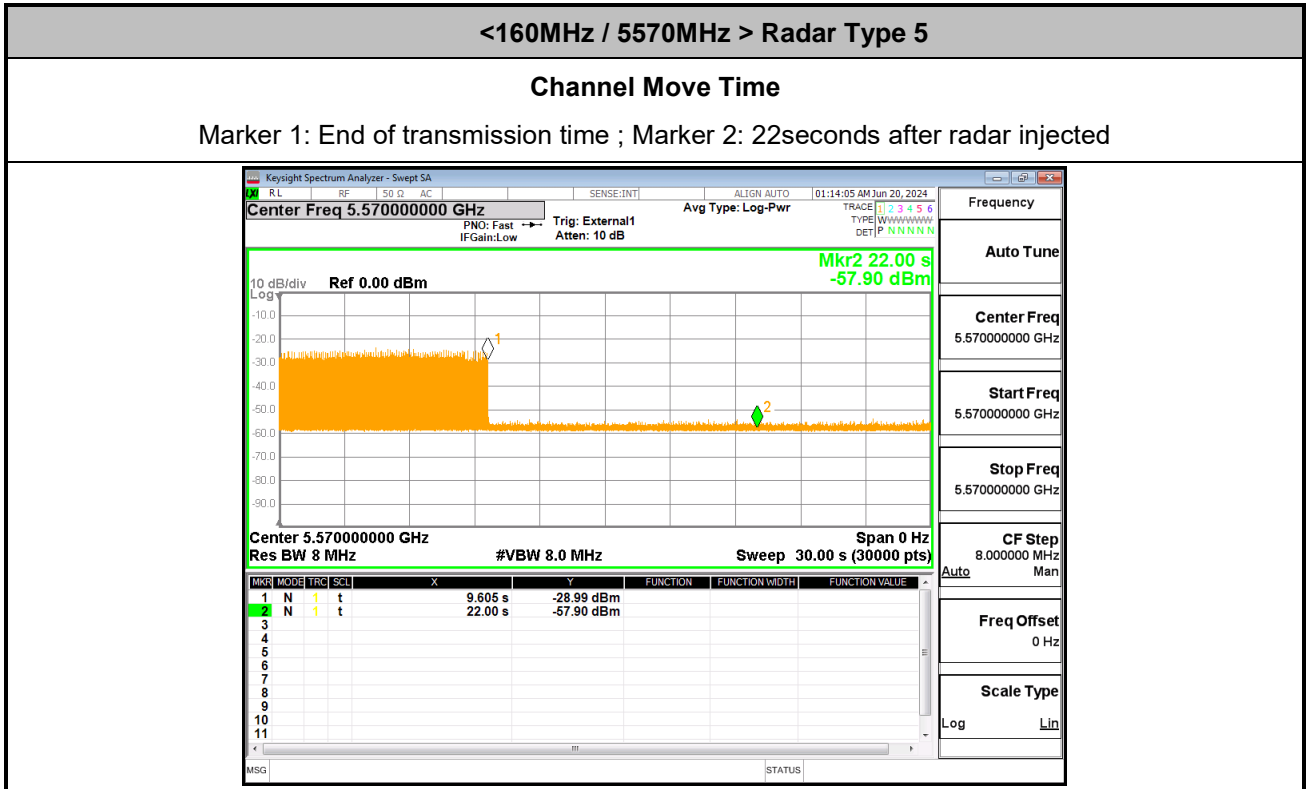 <160MHz / 5570MHz > Radar Type 5
Channel Move Time
Marker 1: End of transmission time ; Marker 2: 22seconds after radar injected
Keysight Spectrum Analyzer - Swept SA
LXI RL RF 50 Ω AC SENSE:INT ALIGN AUTO 01:14:05 AM Jun 20, 2024
Center Freq 5.570000000 GHz
PNO: Fast
IFGain:Low
Trig: External1
Atten: 10 dB
Avg Type: Log-Pwr
TRACE 1 2 3 4 5 6
TYPE WWWWWW
DET P N N N N N
Mkr2 22.00 s
-57.90 dBm
10 dB/div Ref 0.00 dBm
Log
-10.0
-20.0
-30.0
-40.0
-50.0
-60.0
-70.0
-80.0
-90.0
1
2
Center 5.570000000 GHz Span 0 Hz
Res BW 8 MHz #VBW 8.0 MHz Sweep 30.00 s (30000 pts)
MKR MODE TRC SCL X Y FUNCTION FUNCTION WIDTH FUNCTION VALUE
1 N 1 t 9.605 s -28.99 dBm
2 N 1 t 22.00 s -57.90 dBm
3
4
5
6
7
8
9
10
11
MSG STATUS
Frequency
Auto Tune
Center Freq
5.570000000 GHz
Start Freq
5.570000000 GHz
Stop Freq
5.570000000 GHz
CF Step
8.000000 MHz
Auto Man
Freq Offset
0 Hz
Scale Type
Log Lin